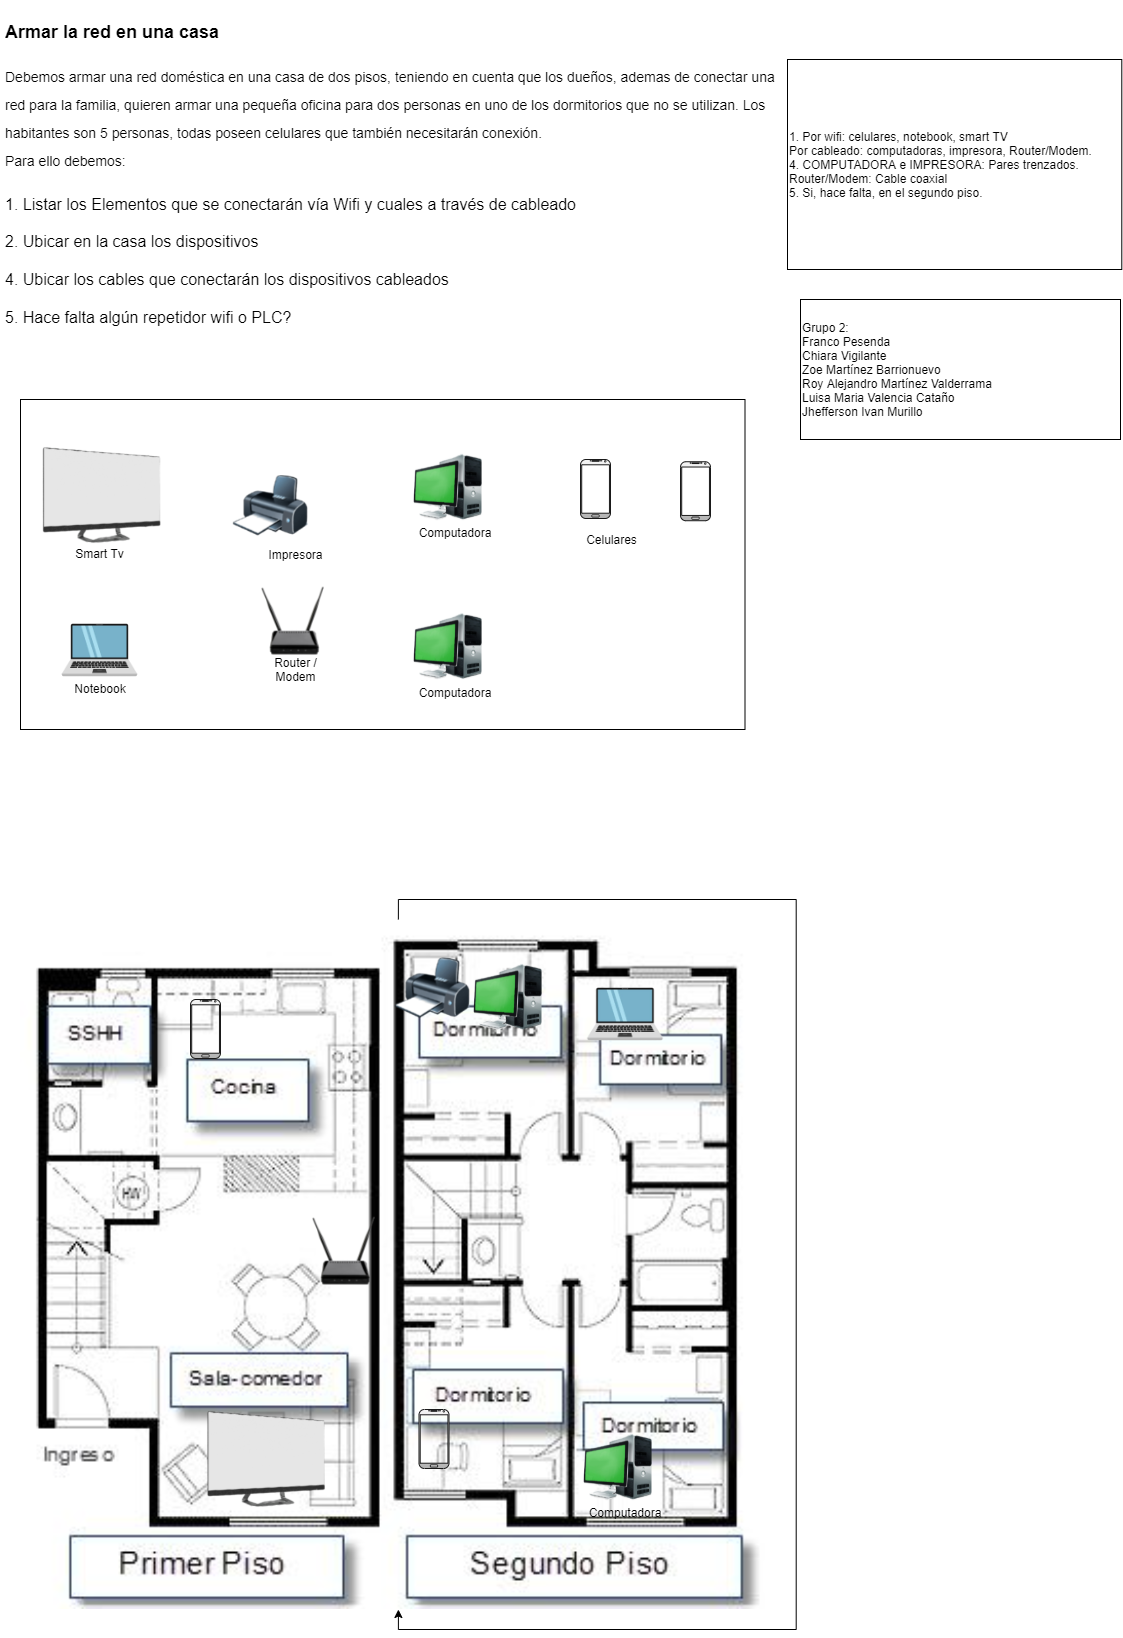 Armar la red en una casa
Debemos armar una red doméstica en una casa de dos pisos, teniendo en cuenta que los dueños, ademas de conectar una
red para la familia, quieren armar una pequeña oficina para dos personas en uno de los dormitorios que no se utilizan. Los
habitantes son 5 personas, todas poseen celulares que también necesitarán conexión.
Para ello debemos:
1. Listar los Elementos que se conectarán vía Wifi y cuales a través de cableado
2. Ubicar en la casa los dispositivos
4. Ubicar los cables que conectarán los dispositivos cableados
5. Hace falta algún repetidor wifi o PLC?
1. Por wifi: celulares, notebook, smart TV
Por cableado: computadoras, impresora, Router/Modem.
4. COMPUTADORA e IMPRESORA: Pares trenzados.
Router/Modem: Cable coaxial
5. Si, hace falta, en el segundo piso.
Grupo 2:
Franco Pesenda
Chiara Vigilante
Zoe Martínez Barrionuevo
Roy Alejandro Martínez Valderrama
Luisa Maria Valencia Cataño
Jhefferson Ivan Murillo
Smart Tv
Impresora
Computadora
Celulares
Notebook
Router /
Modem
Computadora
SSHH
Cocina
HW
Sala-comedor
Ingreso
Primer Piso
Dormitorio
Dormitorio
Dormitorio
Dormitorio
Computadora
Segundo Piso